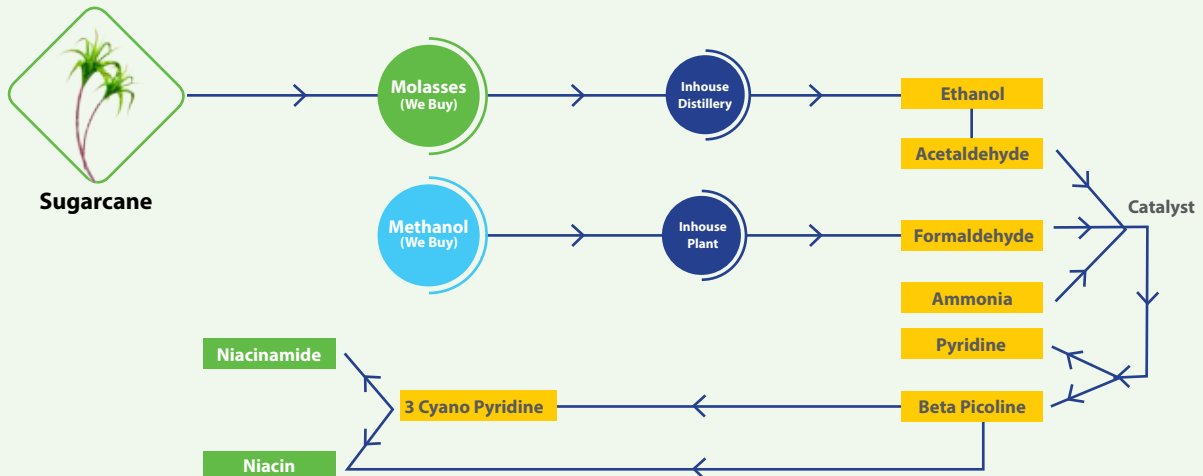 Sugarcane
Molasses
(We Buy)
Inhouse
Distillery
Ethanol
Acetaldehyde
Methanol
(We Buy)
Inhouse
Plant
Formaldehyde
Catalyst
Ammonia
Pyridine
Beta Picoline
3 Cyano Pyridine
Niacinamide
Niacin